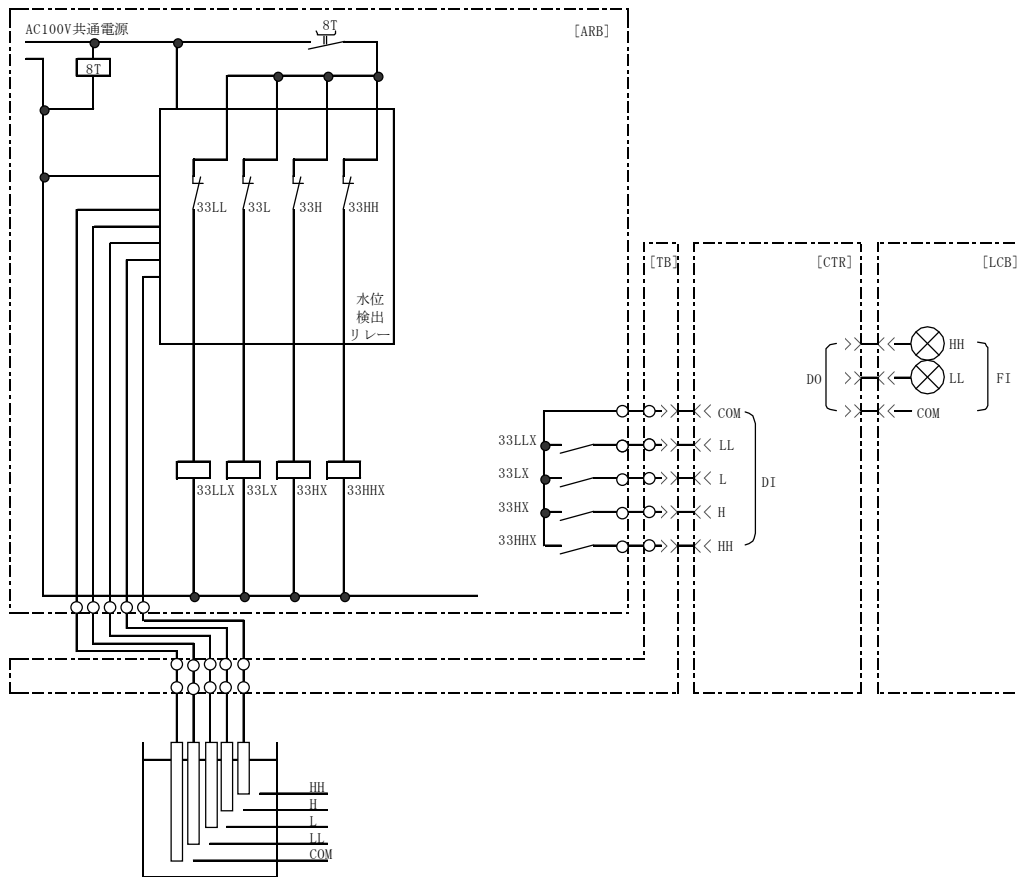 AC100V共通電源
8T
[ARB]
8T
33LL
33L
33H
33HH
[TB]
[CTR]
[LCB]
水位
検出
リレー
HH
DO
LL
FI
COM
COM
33LLX
LL
33LX
L
DI
33LLX
33LX
33HX
33HHX
33HX
H
33HHX
HH
HH
H
L
LL
COM